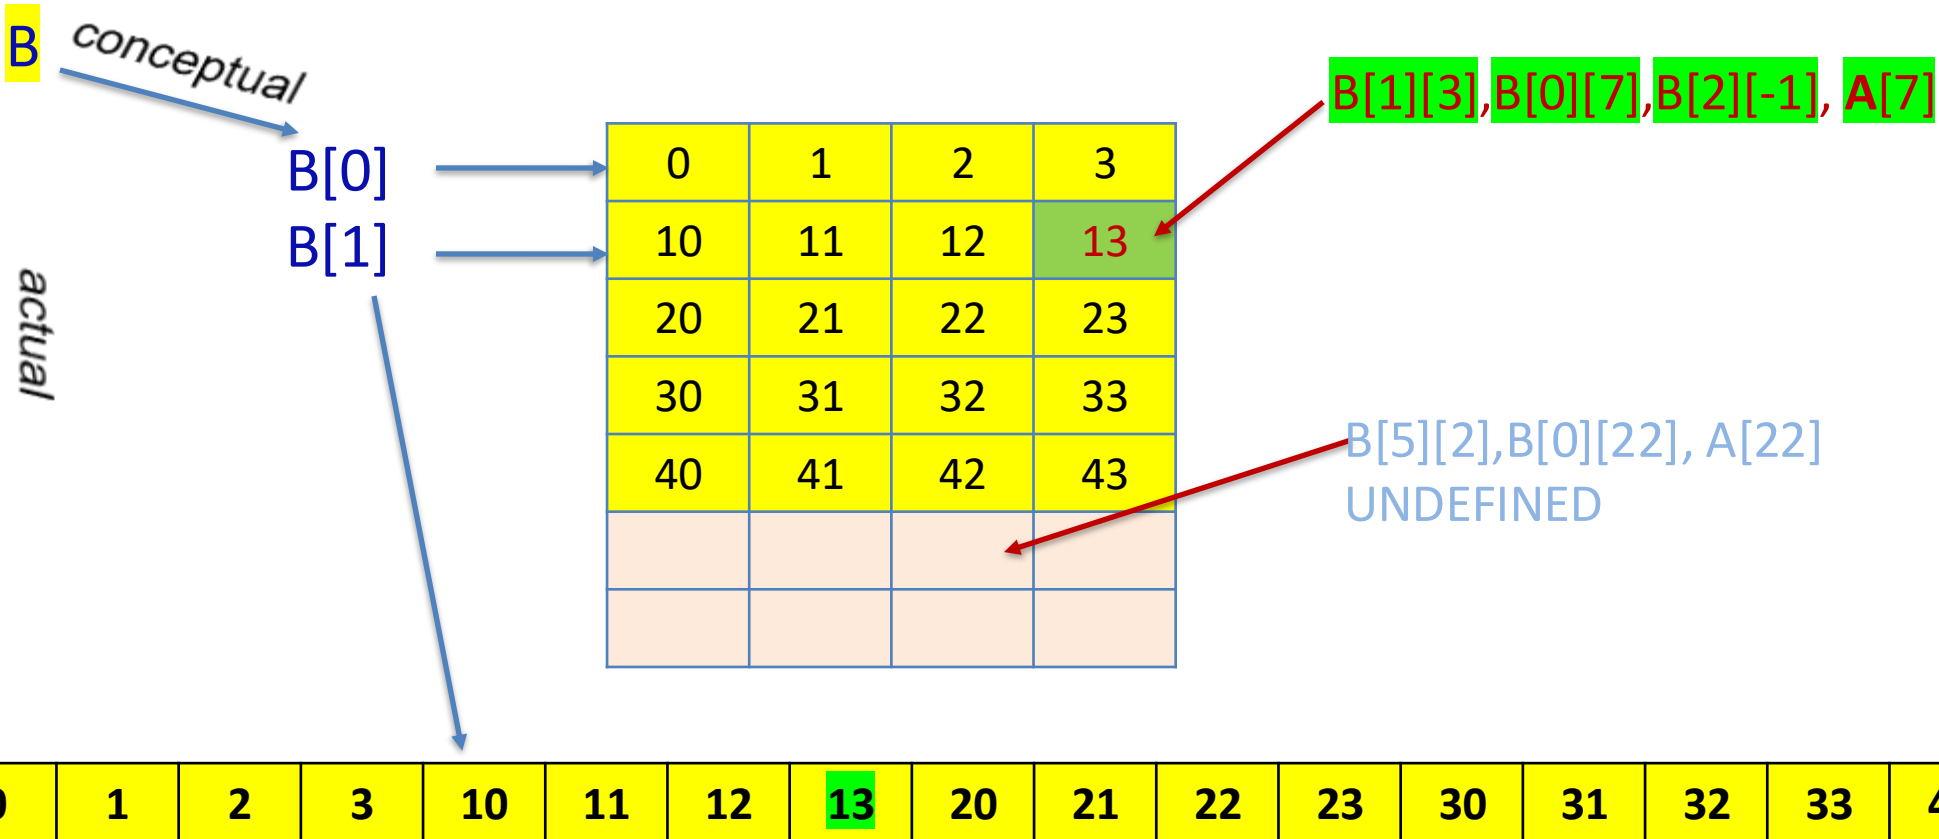 B
conceptual
B[1][3],B[0][7],B[2][-1], A[7]
B[0]
B[1]
0 1 2 3
10 11 12 13
20 21 22 23
30 31 32 33
40 41 42 43
actual
B[5][2],B[0][22], A[22]
UNDEFINED
1 2 3 10 11 12 13 20 21 22 23 30 31 32 33